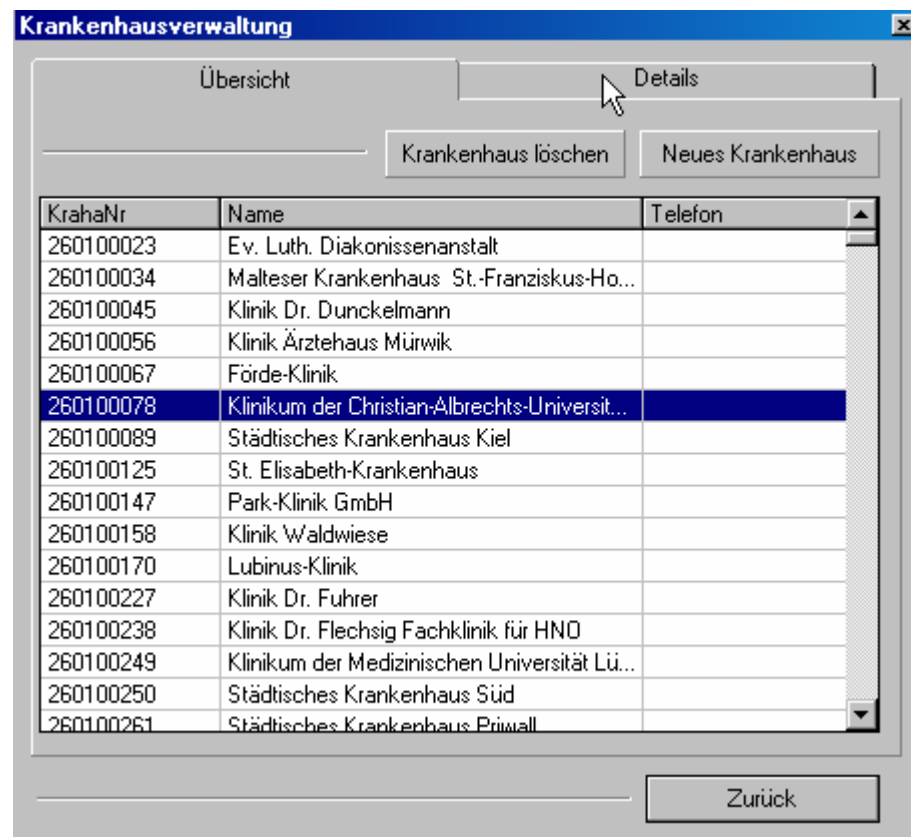 Krankenhausverwaltung
Übersicht Details
Krankenhaus löschen Neues Krankenhaus
KrahaNr Name Telefon
260100023 Ev. Luth. Diakonissenanstalt
260100034 Malteser Krankenhaus St.-Franziskus-Ho...
260100045 Klinik Dr. Dunckelmann
260100056 Klinik Ärztehaus Mürwik
260100067 Förde-Klinik
260100078 Klinikum der Christian-Albrechts-Universit...
260100089 Städtisches Krankenhaus Kiel
260100125 St. Elisabeth-Krankenhaus
260100147 Park-Klinik GmbH
260100158 Klinik Waldwiese
260100170 Lubinus-Klinik
260100227 Klinik Dr. Fuhrer
260100238 Klinik Dr. Flechsig Fachklinik für HNO
260100249 Klinikum der Medizinischen Universität Lü...
260100250 Städtisches Krankenhaus Süd
260100261 Städtisches Krankenhaus Priwall
Zurück